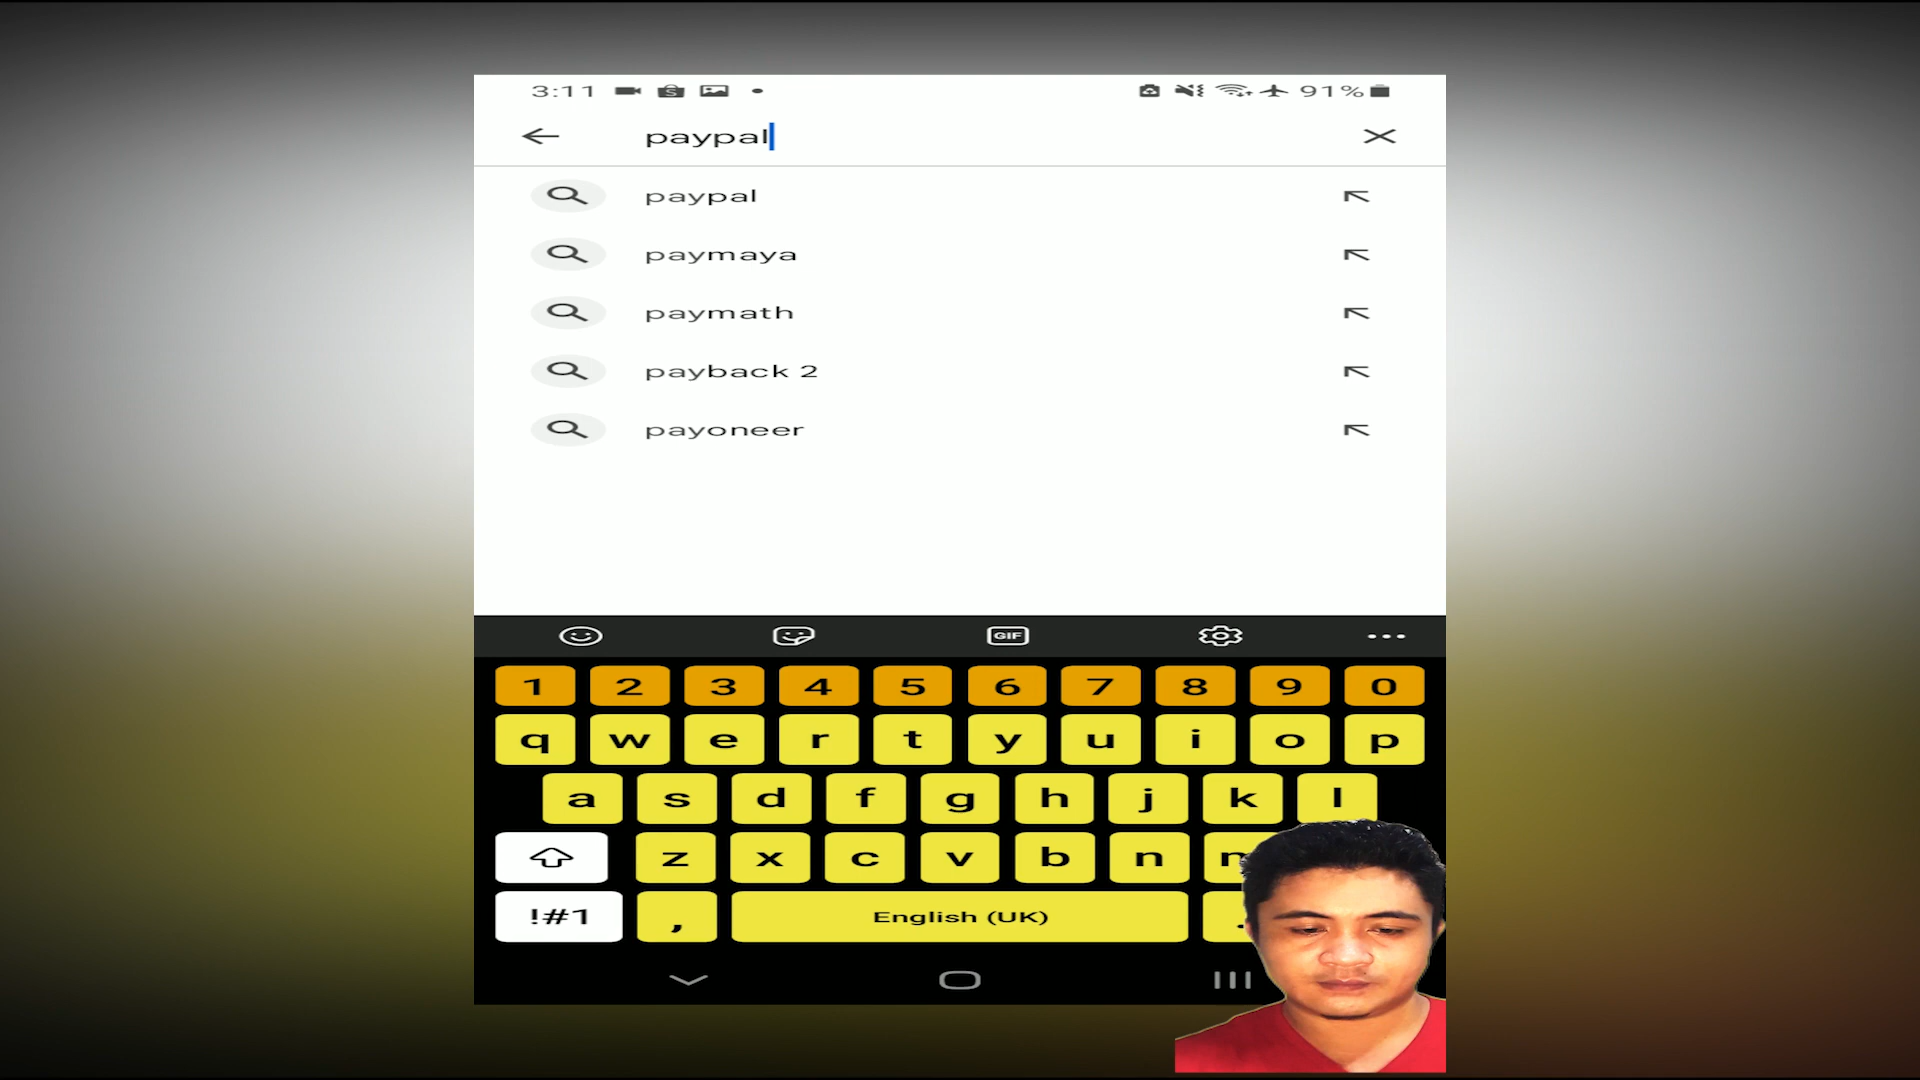 3:11 91%
paypal
paypal
paymaya
paymath
payback 2
payoneer
GIF
1 2 3 4 5 6 7 8 9 0
q w e r t y u i o p
a s d f g h j k l
z x c v b n m
!#1 , English (UK) .